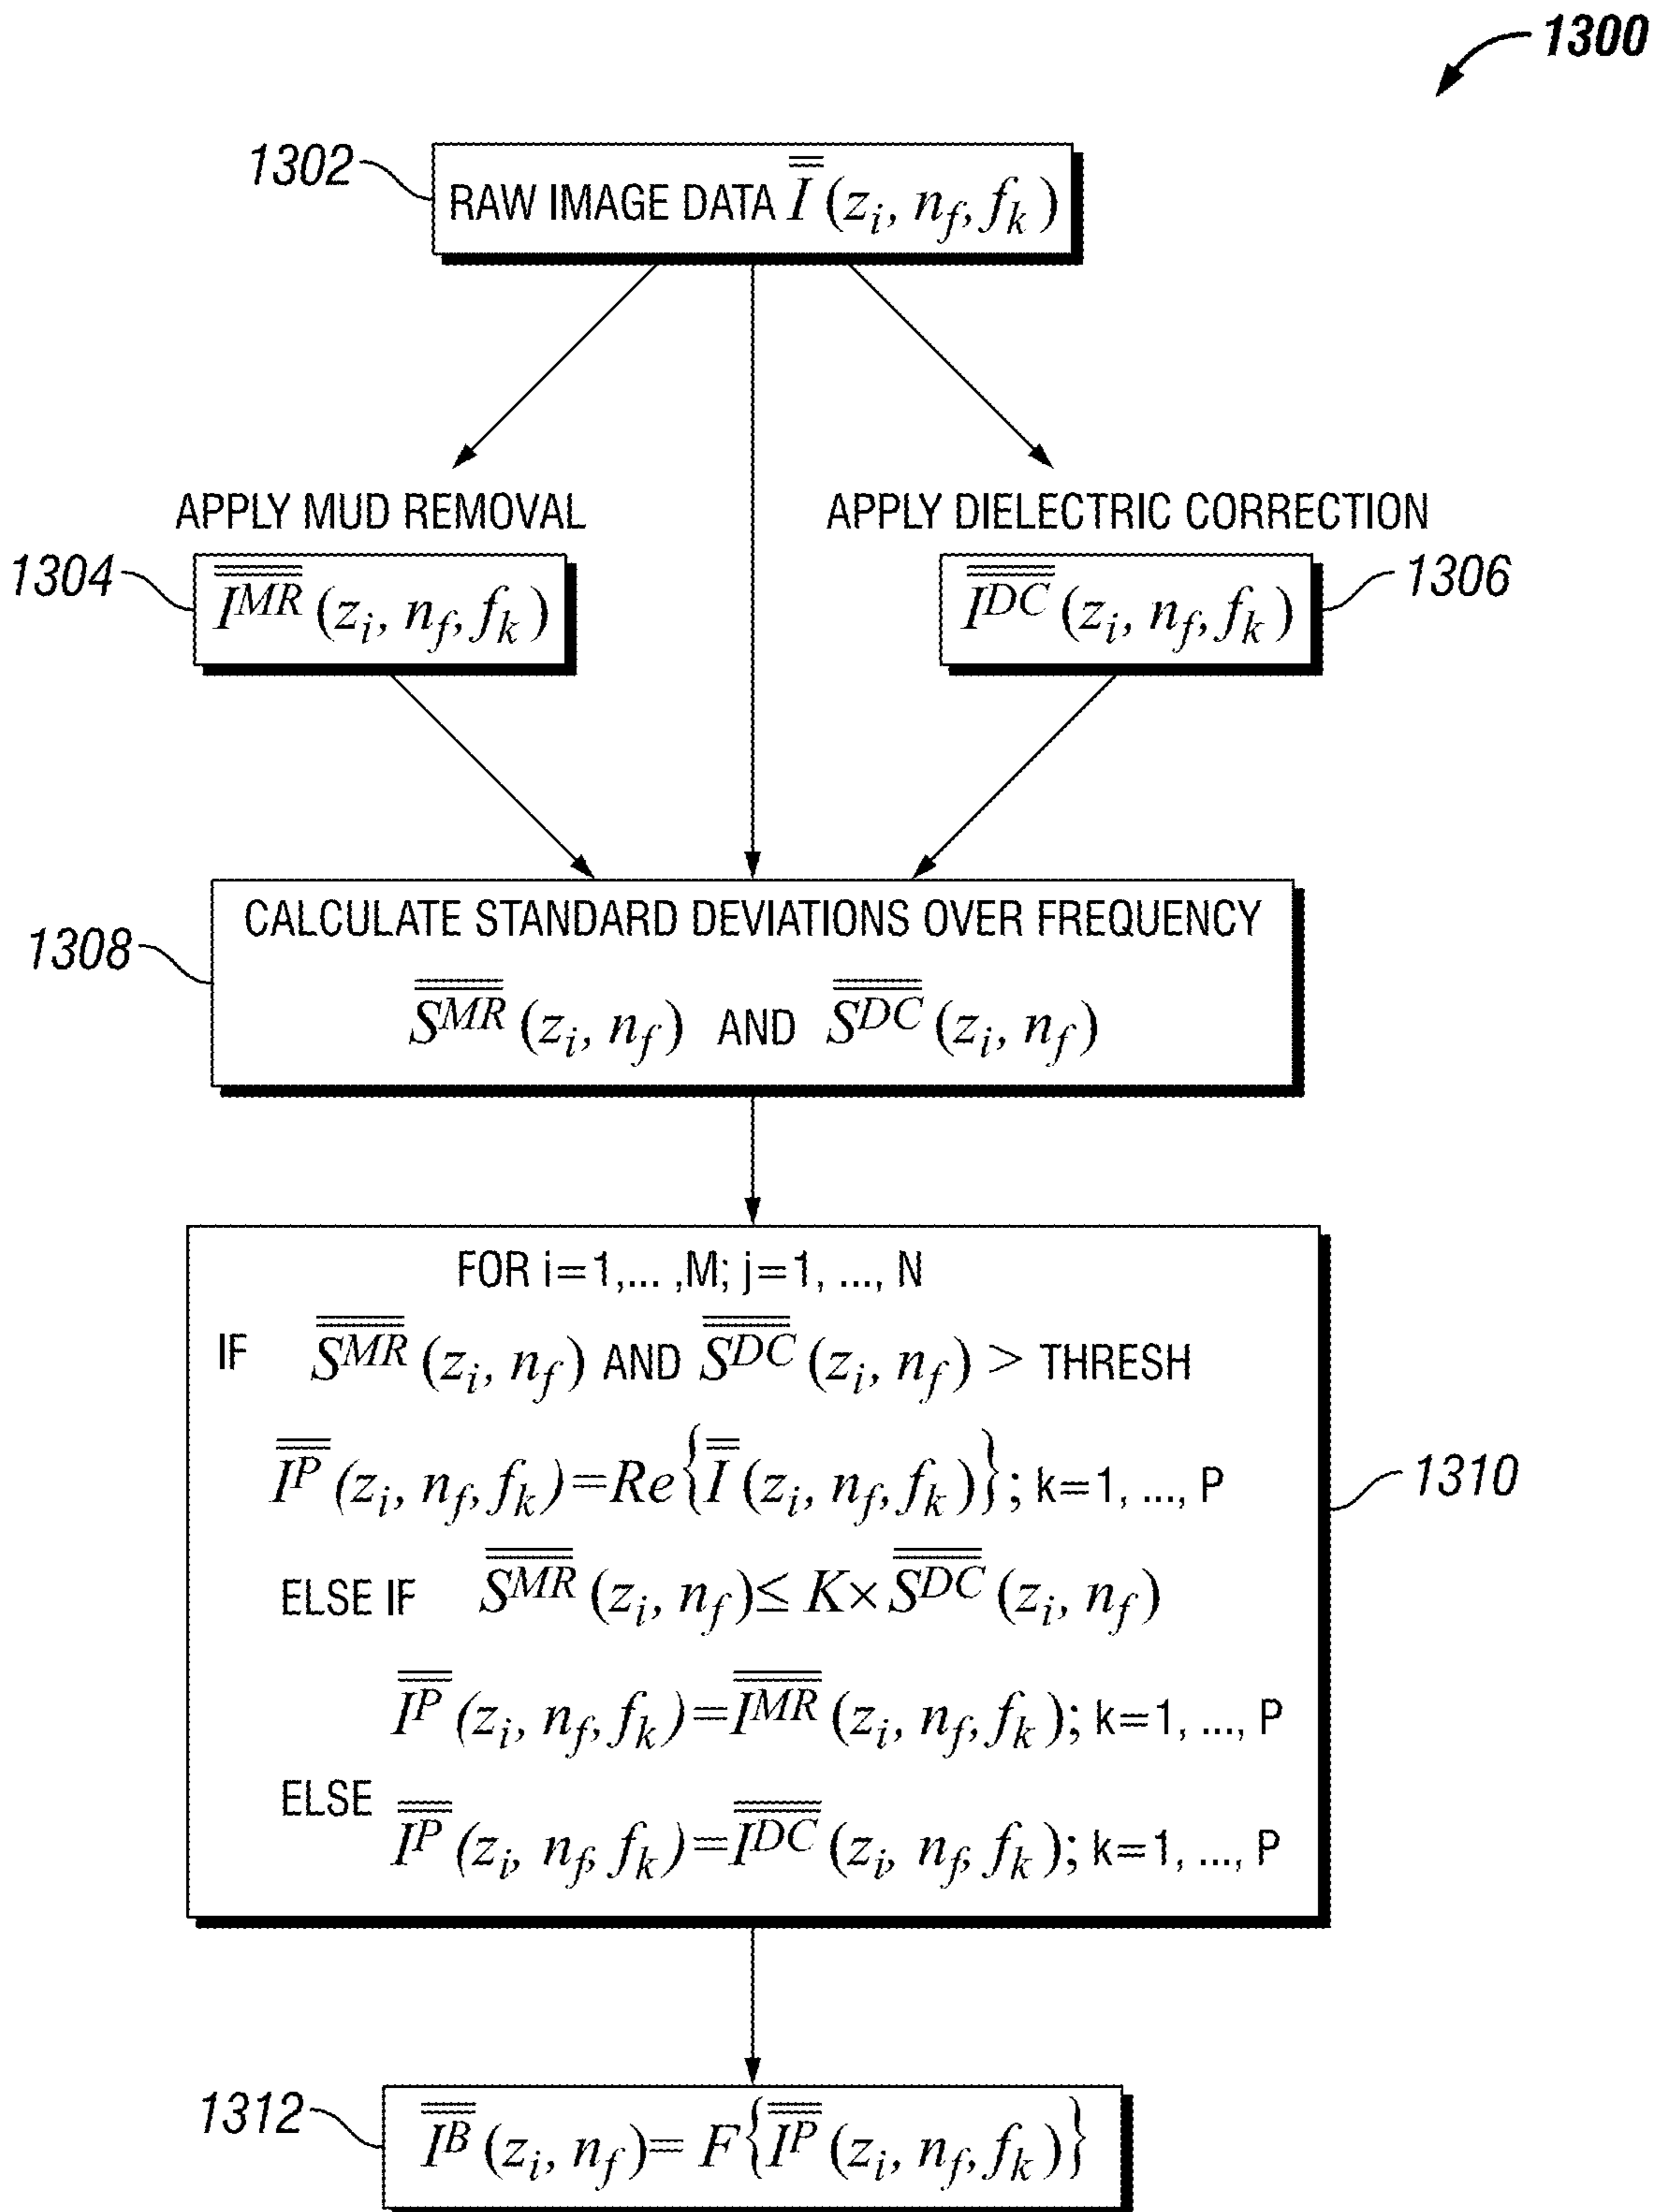 1300
1302
RAW IMAGE DATA I̿ (z_i, n_f, f_k)
APPLY MUD REMOVAL
APPLY DIELECTRIC CORRECTION
1304
I̿^MR (z_i, n_f, f_k)
I̿^DC (z_i, n_f, f_k)
1306
1308
CALCULATE STANDARD DEVIATIONS OVER FREQUENCY
S̿^MR (z_i, n_f) AND S̿^DC (z_i, n_f)
FOR i=1,... ,M; j=1, ..., N
IF S̿^MR (z_i, n_f) AND S̿^DC (z_i, n_f) > THRESH
I̿^P (z_i, n_f, f_k)=Re{I̿ (z_i, n_f, f_k)}; k=1, ..., P
1310
ELSE IF S̿^MR (z_i, n_f) ≤ K× S̿^DC (z_i, n_f)
I̿^P (z_i, n_f, f_k)=I̿^MR (z_i, n_f, f_k); k=1, ..., P
ELSE
I̿^P (z_i, n_f, f_k)=I̿^DC (z_i, n_f, f_k); k=1, ..., P
1312
I̿^B (z_i, n_f)= F{I̿^P (z_i, n_f, f_k)}